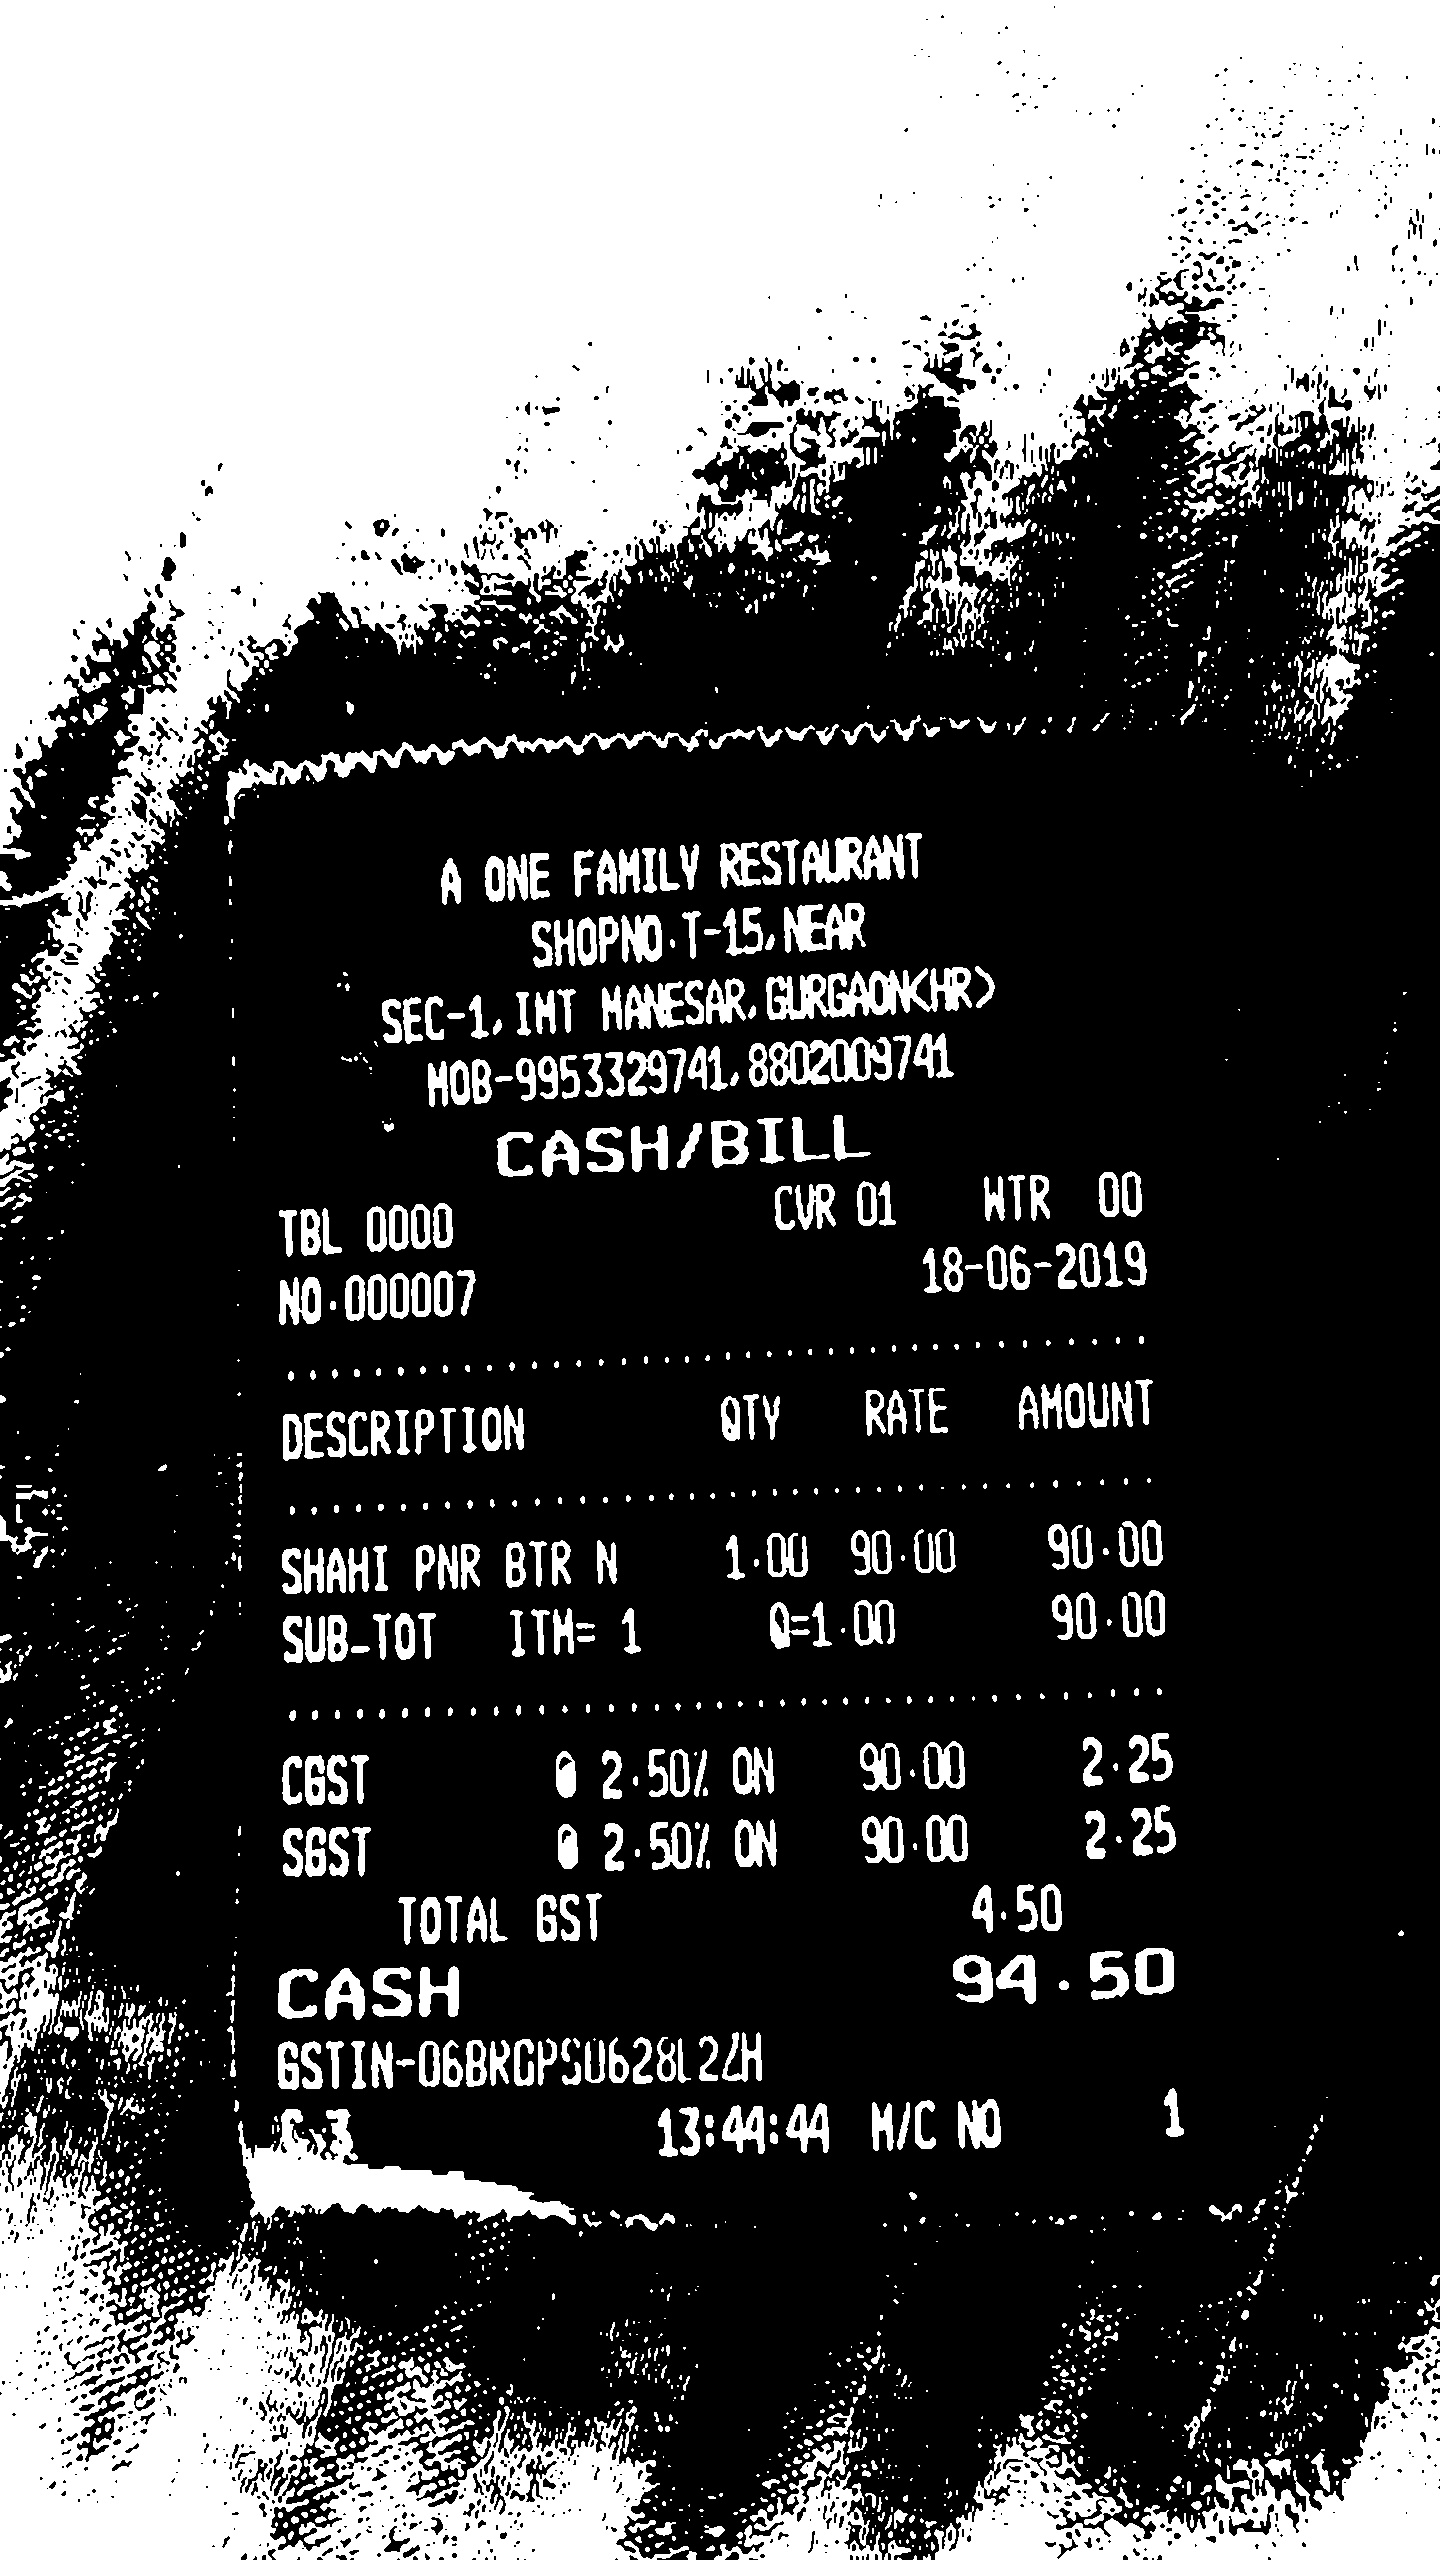 A ONE FAMILY RESTAURANT
SHOPNO.T-15,NEAR
SEC-1,IMT MANESAR,GURGAON(HR)
MOB-9953329741,8802009741
CASH/BILL
TBL 0000 CVR 01 WTR 00
NO.000007 18-06-2019
DESCRIPTION QTY RATE AMOUNT
SHAHI PNR BTR N 1.00 90.00 90.00
SUB-TOT ITM= 1 Q=1.00 90.00
CGST @ 2.50% ON 90.00 2.25
SGST @ 2.50% ON 90.00 2.25
TOTAL GST 4.50
CASH 94.50
13:44:44 M/C NO 1